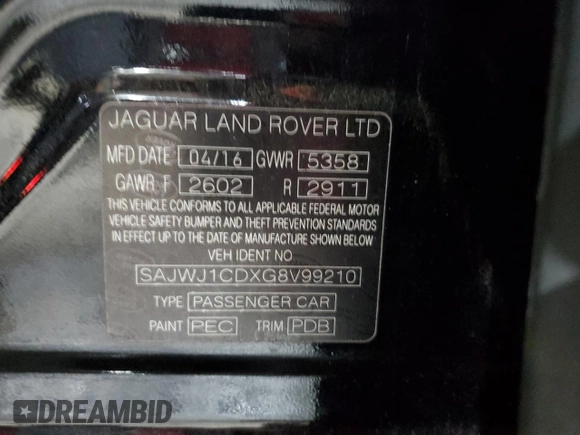 JAGUAR LAND ROVER LTD
MFD DATE 04/16 GVWR 5358
GAWR F 2602 R 2911
THIS VEHICLE CONFORMS TO ALL APPLICABLE FEDERAL MOTOR
VEHICLE SAFETY BUMPER AND THEFT PREVENTION STANDARDS
IN EFFECT UP TO THE DATE OF MANUFACTURE SHOWN BELOW
VEH IDENT NO
SAJWJ1CDXG8V99210
TYPE PASSENGER CAR
PAINT PEC TRIM PDB
DREAMBID